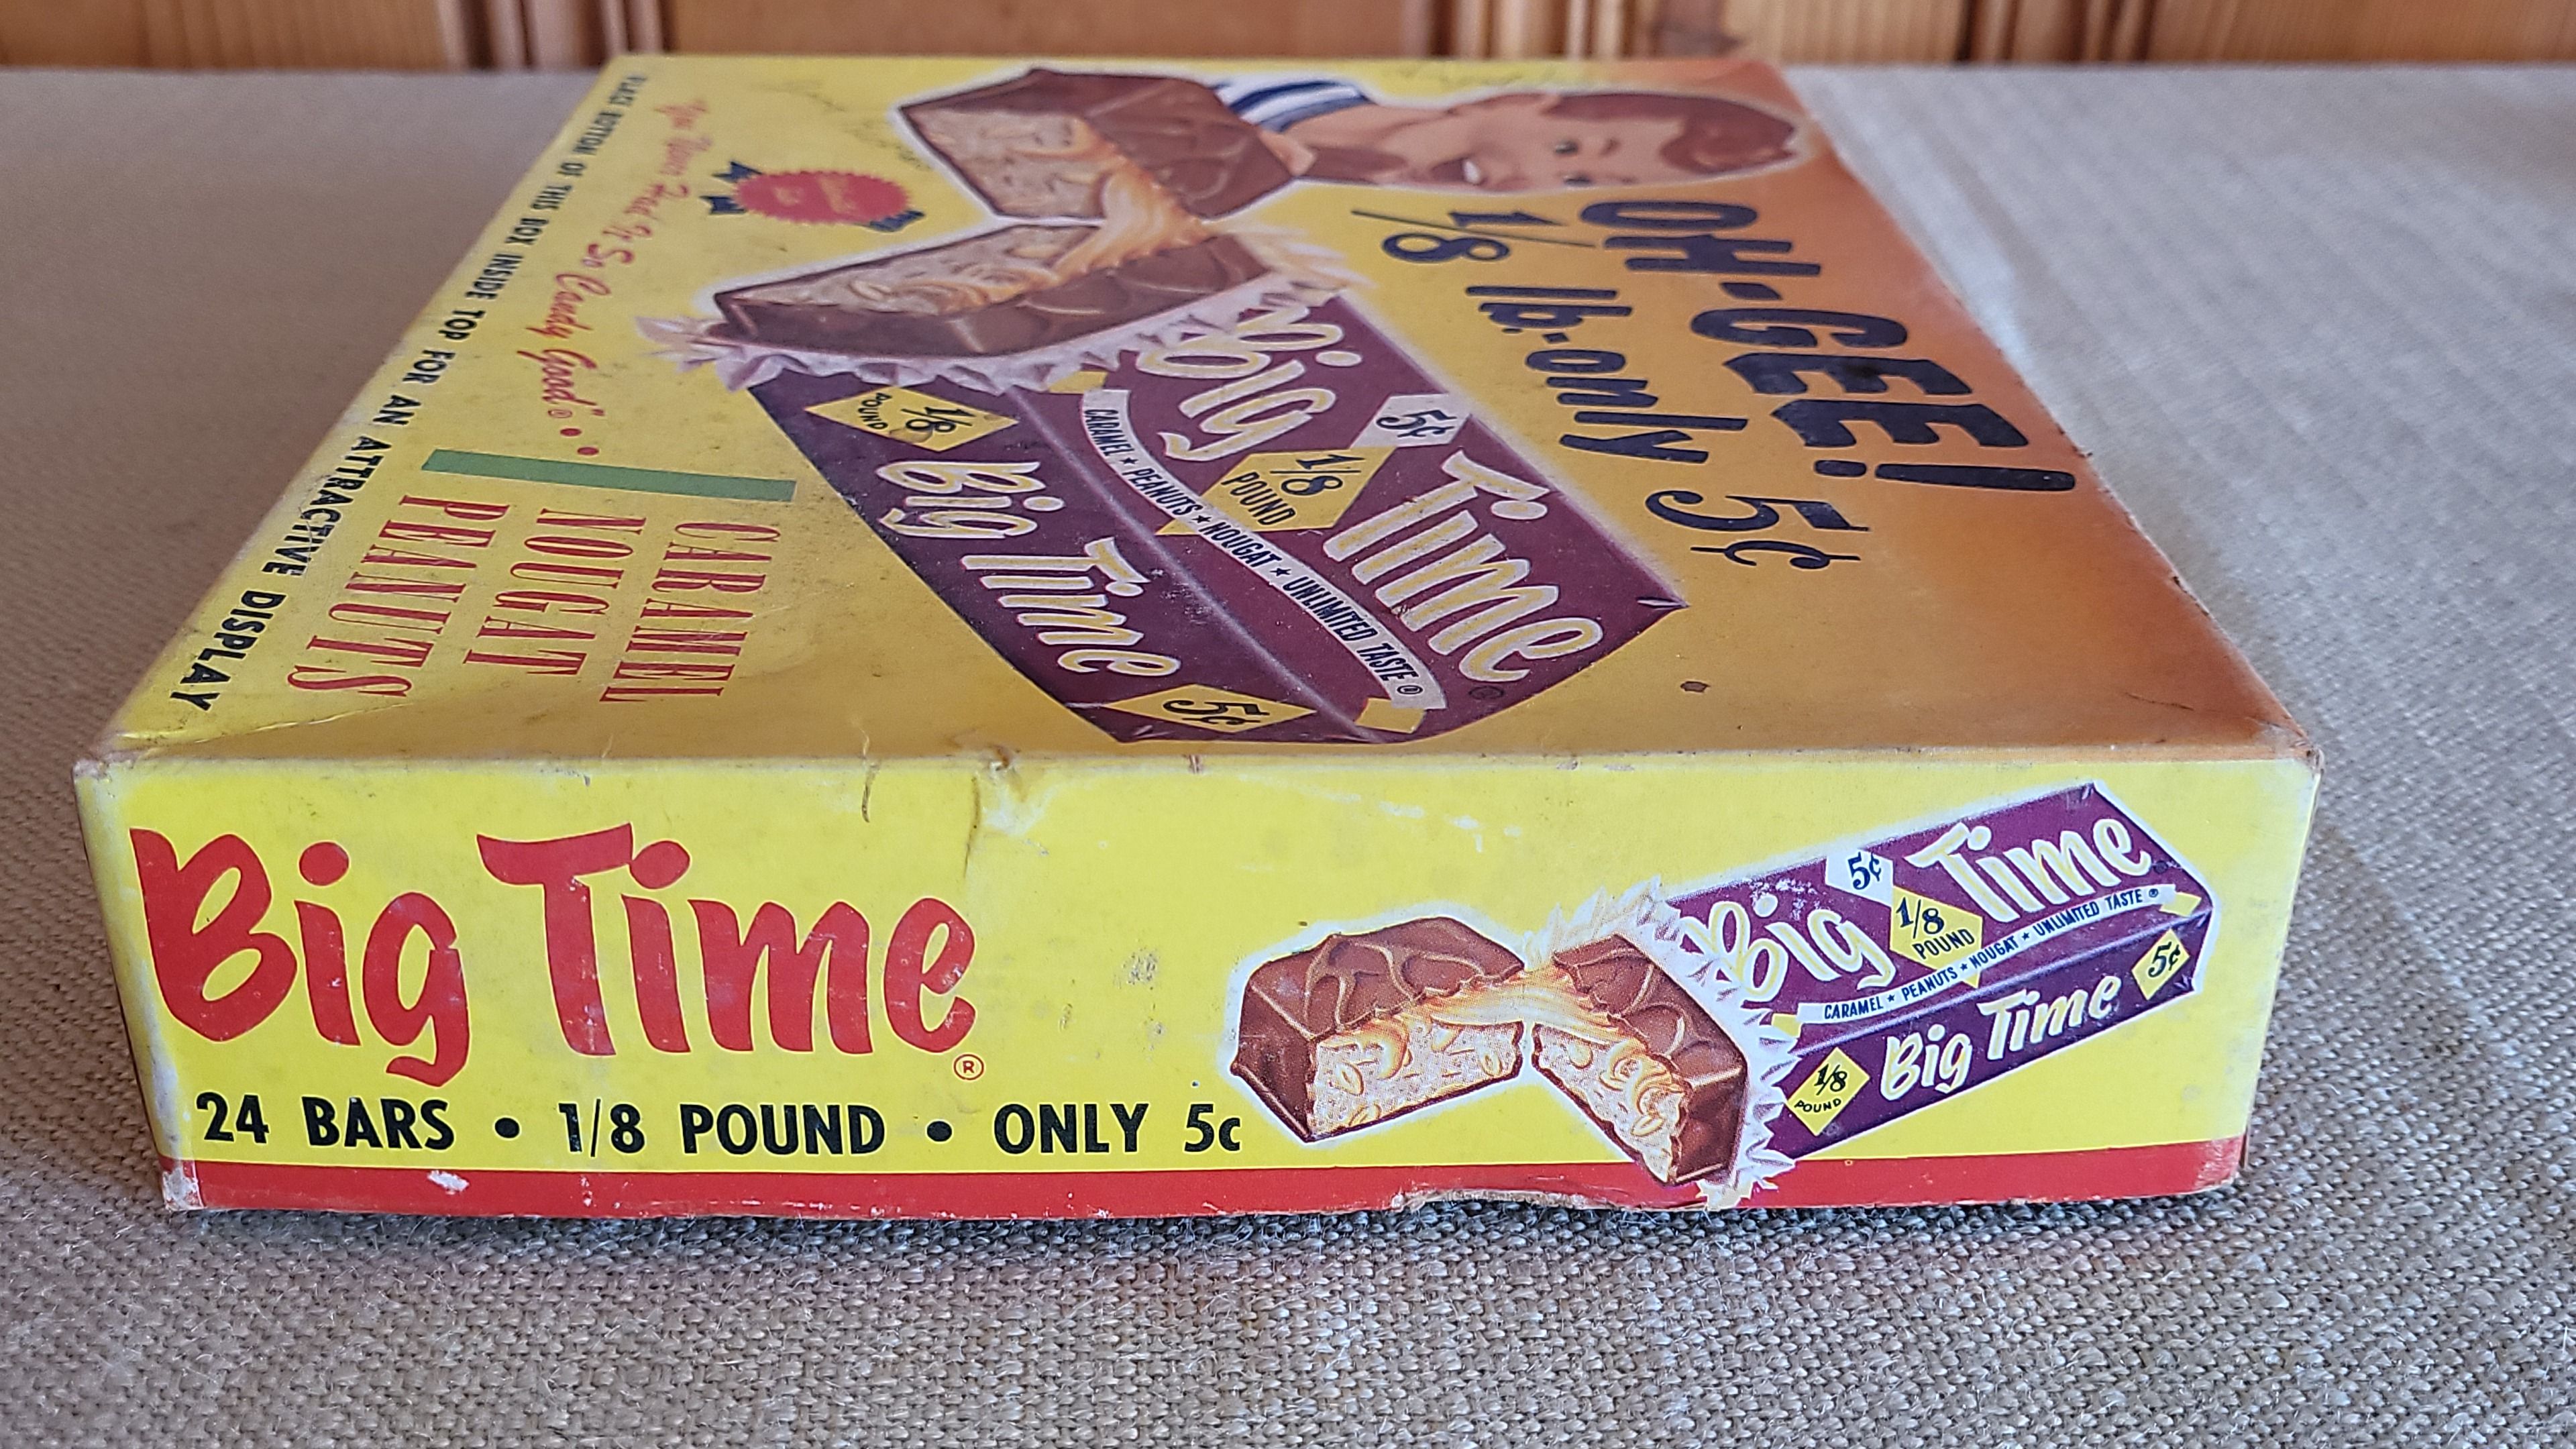 PLACE BOTTOM OF THIS BOX INSIDE TOP FOR AN ATTRACTIVE DISPLAY
So Candy Good"®
CARAMEL
NOUGAT
PEANUTS
OH-GEE!
1/8 lb.-only 5¢
Big Time
5¢
1/8 POUND
CARAMEL ★ PEANUTS ★ NOUGAT ★ UNLIMITED TASTE ®
1/8 POUND
Big Time
5¢
Big Time ®
24 BARS • 1/8 POUND • ONLY 5c
Big Time
5¢
1/8 POUND
CARAMEL ★ PEANUTS ★ NOUGAT ★ UNLIMITED TASTE ®
1/8 POUND
Big Time
5¢